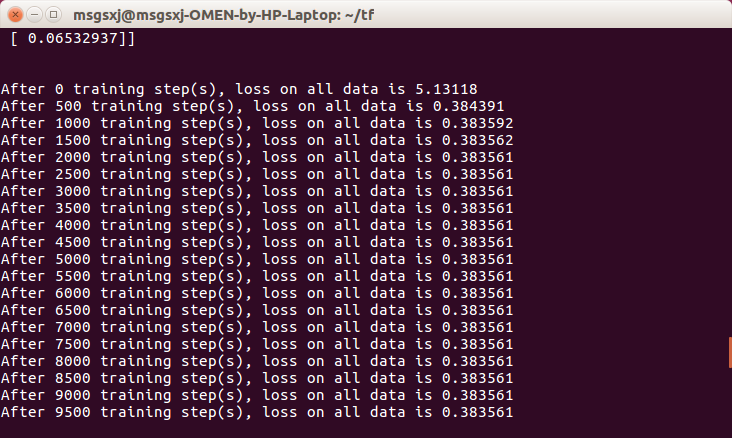 msgsxj@msgsxj-OMEN-by-HP-Laptop: ~/tf
[ 0.06532937]]
After 0 training step(s), loss on all data is 5.13118
After 500 training step(s), loss on all data is 0.384391
After 1000 training step(s), loss on all data is 0.383592
After 1500 training step(s), loss on all data is 0.383562
After 2000 training step(s), loss on all data is 0.383561
After 2500 training step(s), loss on all data is 0.383561
After 3000 training step(s), loss on all data is 0.383561
After 3500 training step(s), loss on all data is 0.383561
After 4000 training step(s), loss on all data is 0.383561
After 4500 training step(s), loss on all data is 0.383561
After 5000 training step(s), loss on all data is 0.383561
After 5500 training step(s), loss on all data is 0.383561
After 6000 training step(s), loss on all data is 0.383561
After 6500 training step(s), loss on all data is 0.383561
After 7000 training step(s), loss on all data is 0.383561
After 7500 training step(s), loss on all data is 0.383561
After 8000 training step(s), loss on all data is 0.383561
After 8500 training step(s), loss on all data is 0.383561
After 9000 training step(s), loss on all data is 0.383561
After 9500 training step(s), loss on all data is 0.383561